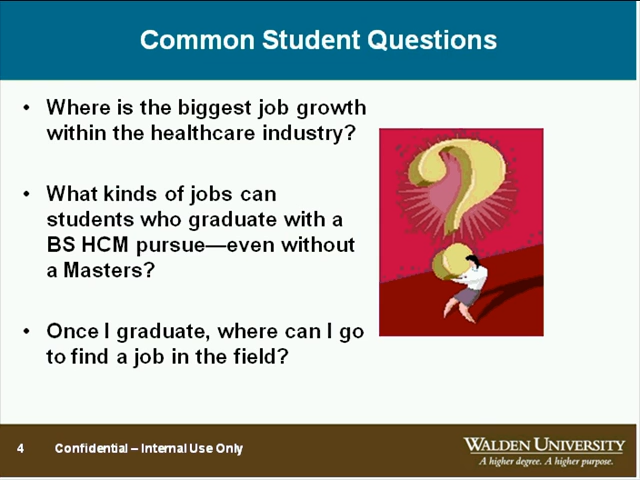 Common Student Questions
• Where is the biggest job growth
within the healthcare industry?
• What kinds of jobs can
students who graduate with a
BS HCM pursue—even without
a Masters?
• Once I graduate, where can I go
to find a job in the field?
4 Confidential – Internal Use Only
WALDEN UNIVERSITY
A higher degree. A higher purpose.